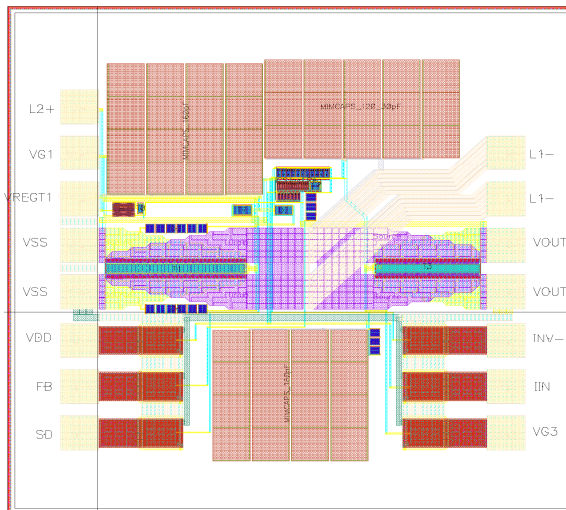 L2+
VG1
VREGT1
VSS
VSS
VDD
FB
SD
MIMCAPS_120_30pF
L1-
L1-
VOUT
VOUT
INV-
IIN
VG3